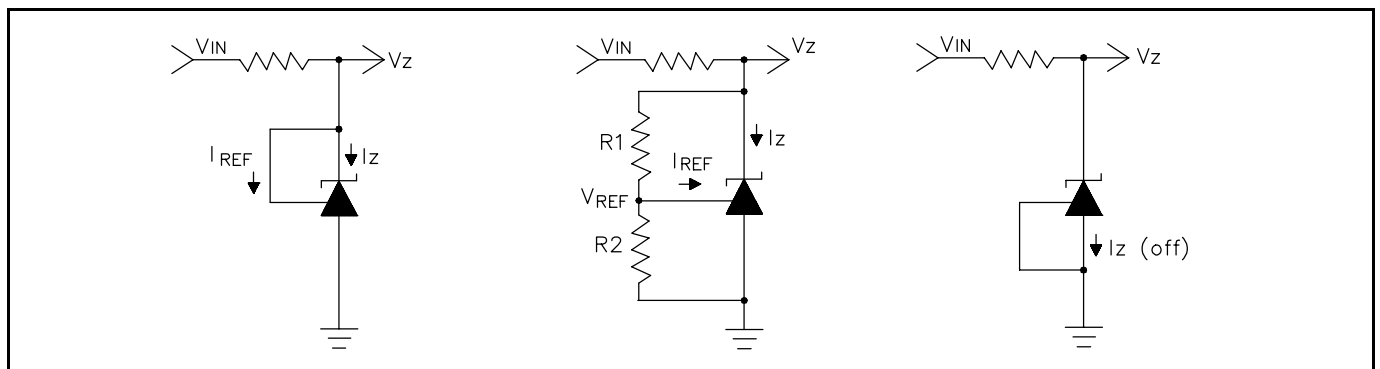 VIN
Vz
IREF
Iz
VIN
Vz
R1
Iz
IREF
VREF
R2
VIN
Vz
Iz (off)